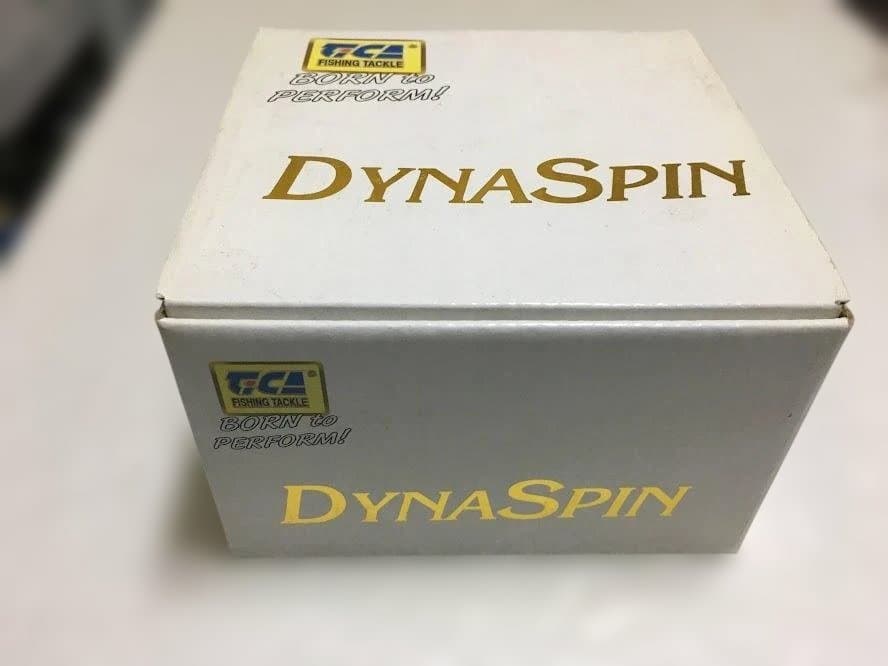 TiCA®
FISHING TACKLE
BORN to
PERFORM!
DYNASPIN
TiCA®
FISHING TACKLE
BORN to
PERFORM!
DYNASPIN